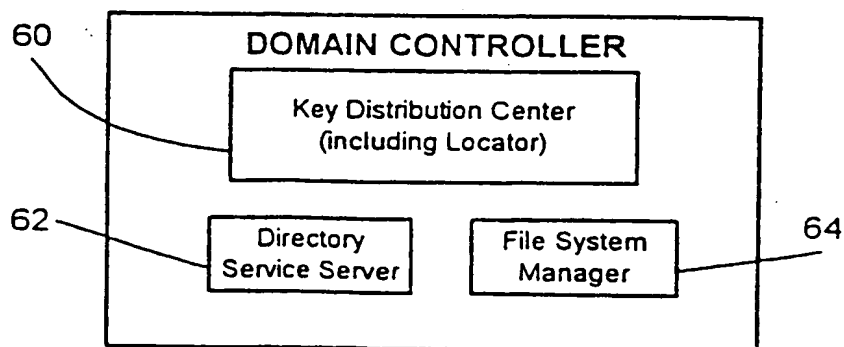 60
DOMAIN CONTROLLER
Key Distribution Center
(including Locator)
62
Directory
Service Server
File System
Manager
64